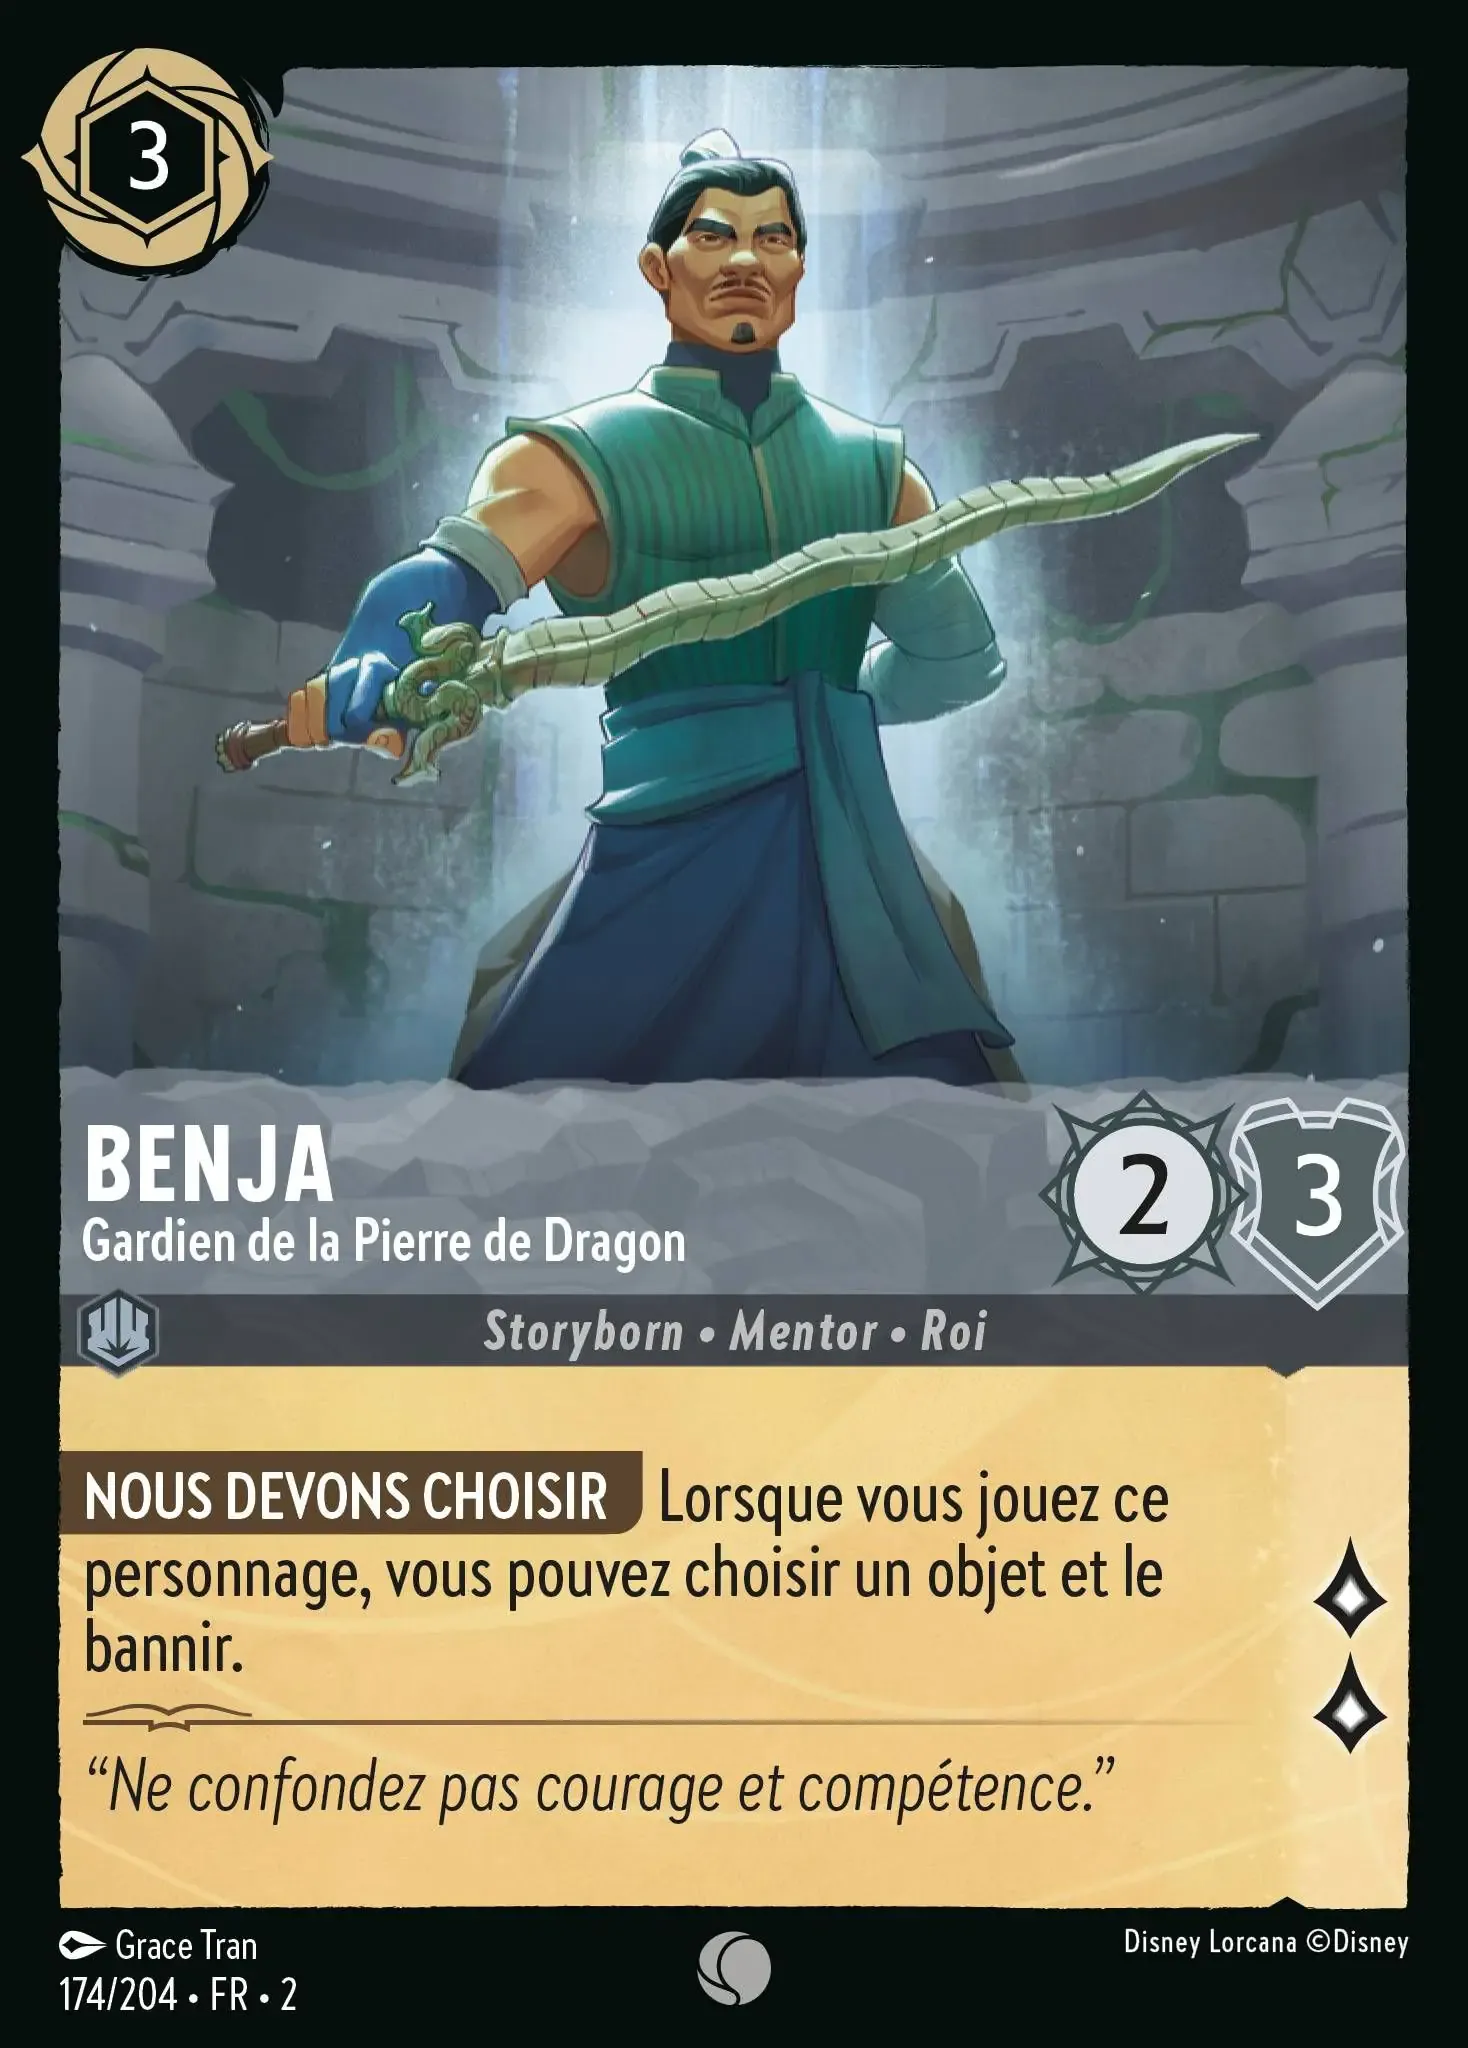 3
BENJA
Gardien de la Pierre de Dragon
2
3
Storyborn • Mentor • Roi
NOUS DEVONS CHOISIR Lorsque vous jouez ce
personnage, vous pouvez choisir un objet et le
bannir.
“Ne confondez pas courage et compétence.”
Grace Tran
Disney Lorcana ©Disney
174/204 • FR • 2